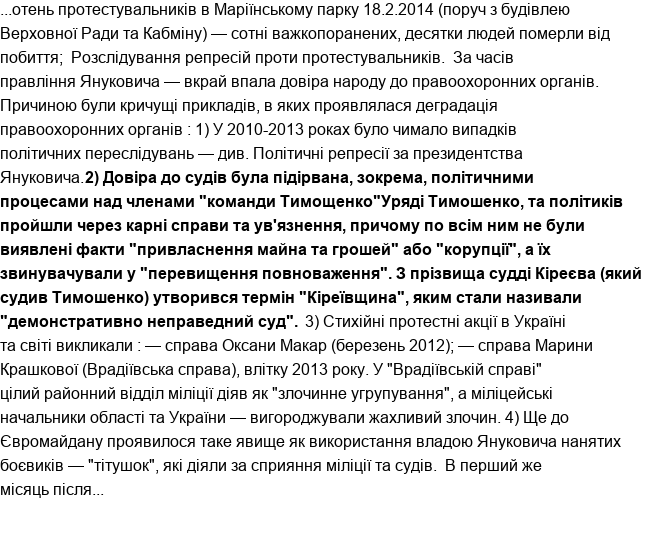 ...отень протестувальників в Маріїнському парку 18.2.2014 (поруч з будівлею
Верховної Ради та Кабміну) — сотні важкопоранених, десятки людей померли від
побиття;  Розслідування репресій проти протестувальників.  За часів
правління Януковича — вкрай впала довіра народу до правоохоронних органів.
Причиною були кричущі прикладів, в яких проявлялася деградація
правоохоронних органів : 1) У 2010-2013 роках було чимало випадків
політичних переслідувань — див. Політичні репресії за президентства
Януковича.2) Довіра до судів була підірвана, зокрема, політичними
процесами над членами "команди Тимощенко"Уряді Тимошенко, та політиків
пройшли через карні справи та ув'язнення, причому по всім ним не були
виявлені факти "привласнення майна та грошей" або "корупції", а їх
звинувачували у "перевищення повноваження". З прізвища судді Кіреєва (який
судив Тимошенко) утворився термін "Кіреївщина", яким стали називали
"демонстративно неправедний суд".  3) Стихійні протестні акції в Україні
та світі викликали : — справа Оксани Макар (березень 2012); — справа Марини
Крашкової (Врадіївська справа), влітку 2013 року. У "Врадіївській справі"
цілий районний відділ міліції діяв як "злочинне угрупування", а міліцейські
начальники області та України — вигороджували жахливий злочин. 4) Ще до
Євромайдану проявилося таке явище як використання владою Януковича нанятих
боєвиків — "тітушок", які діяли за сприяння міліції та судів.  В перший же
місяць після...